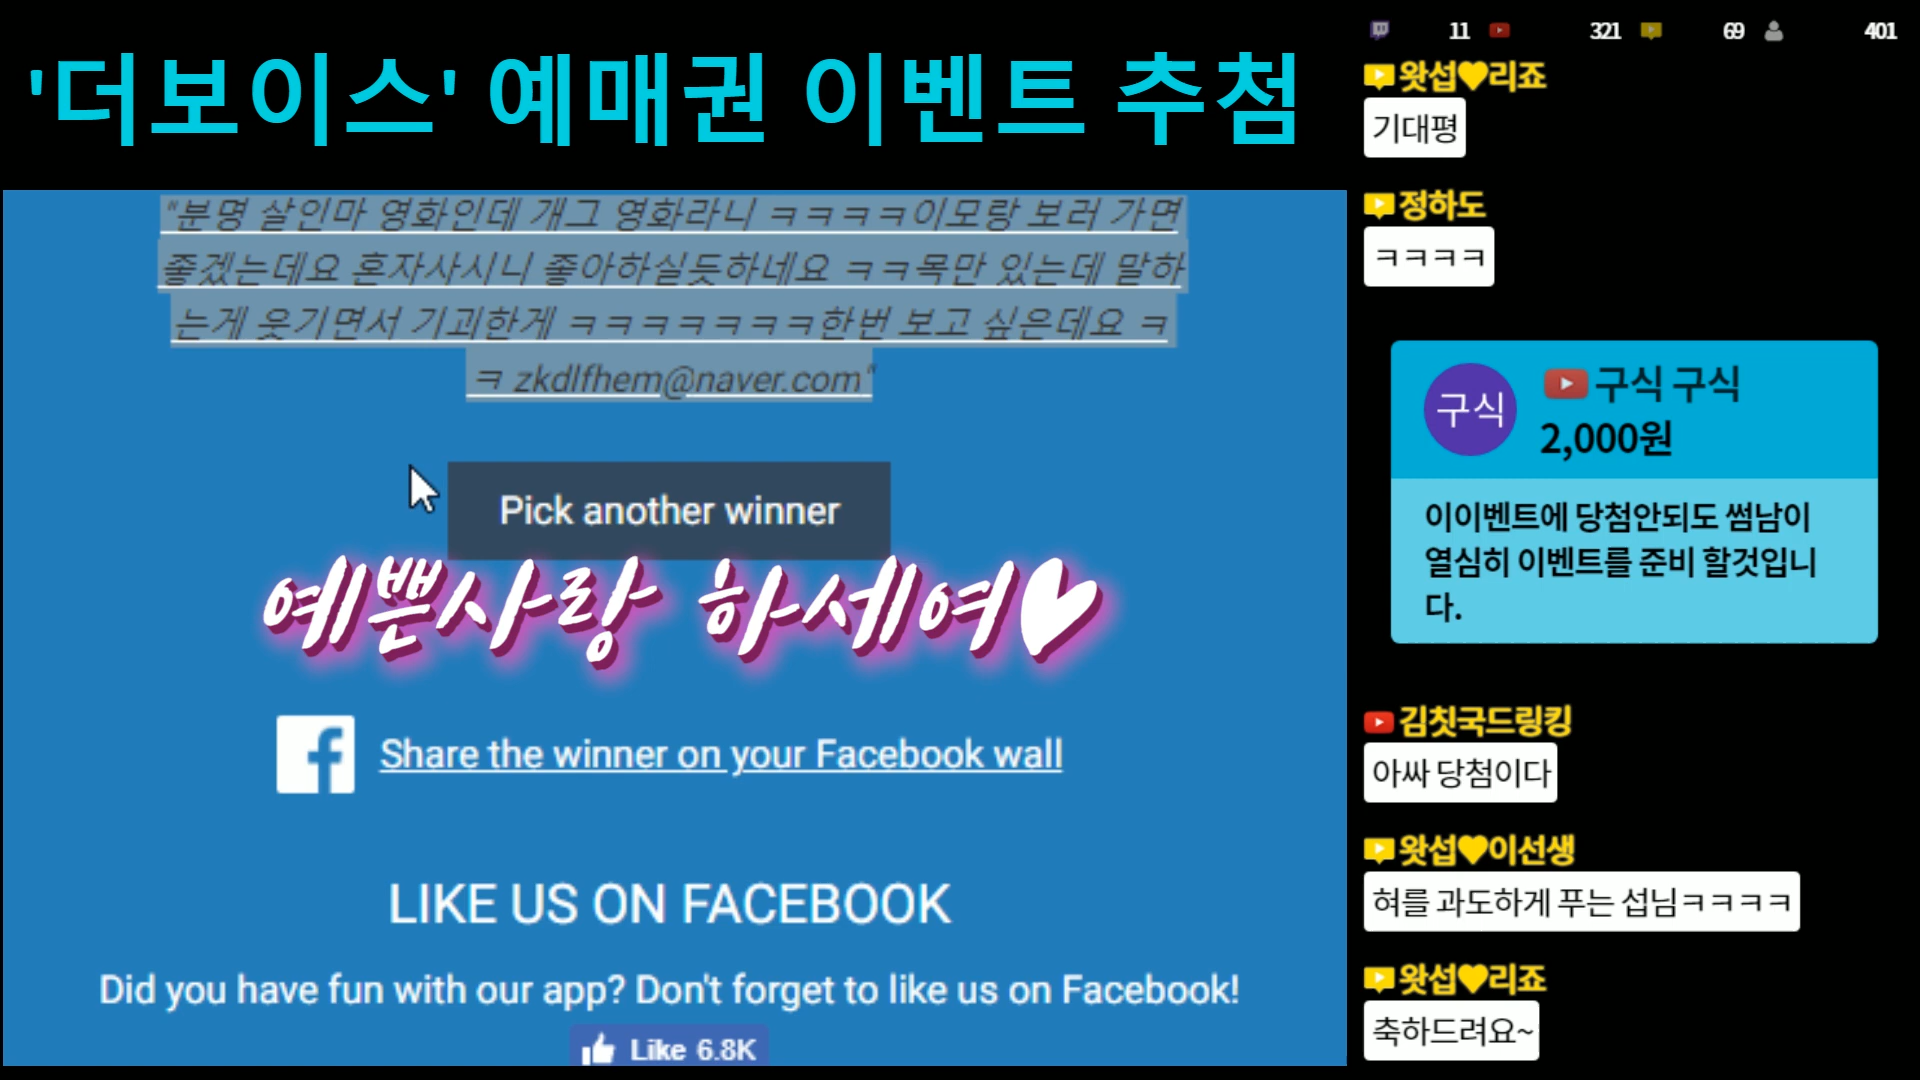 '더보이스' 예매권 이벤트 추첨
"분명 살인마 영화인데 개그 영화라니 ㅋㅋㅋㅋ이모랑 보러 가면
좋겠는데요 혼자사시니 좋아하실듯하네요 ㅋㅋ목만 있는데 말하
는게 웃기면서 기괴한게 ㅋㅋㅋㅋㅋㅋㅋ한번 보고 싶은데요 ㅋ
ㅋ zkdlfhem@naver.com"
Pick another winner
예쁜사랑 하세여♥
Share the winner on your Facebook wall
LIKE US ON FACEBOOK
Did you have fun with our app? Don't forget to like us on Facebook!
Like 6.8K
11 321 69 401
왓섭♥리죠
기대평
정하도
ㅋㅋㅋㅋ
구식
구식 구식
2,000원
이이벤트에 당첨안되도 썸남이
열심히 이벤트를 준비 할것입니
다.
김칫국드링킹
아싸 당첨이다
왓섭♥이선생
혀를 과도하게 푸는 섭님ㅋㅋㅋㅋ
왓섭♥리죠
축하드려요~